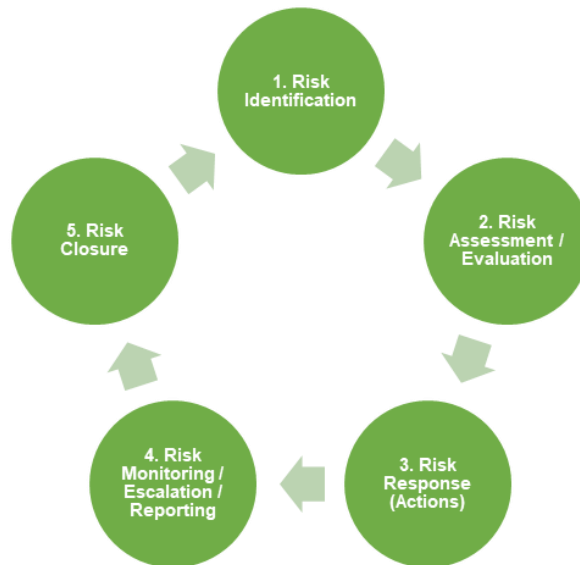 1. Risk
Identification
2. Risk
Assessment /
Evaluation
3. Risk
Response
(Actions)
4. Risk
Monitoring /
Escalation /
Reporting
5. Risk
Closure